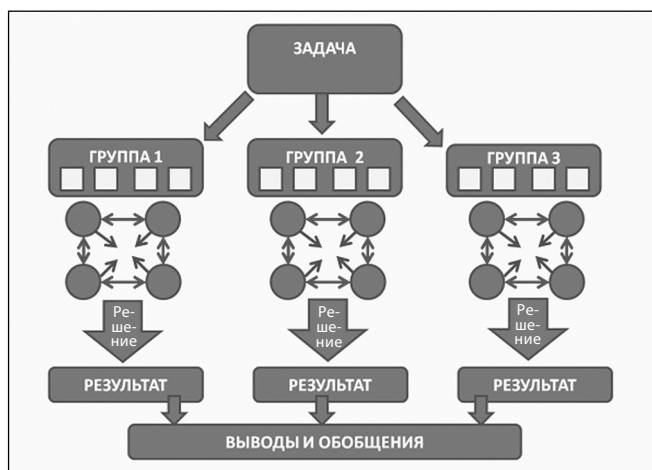 ЗАДАЧА
ГРУППА 1
ГРУППА 2
ГРУППА 3
Ре-
ше-
ние
Ре-
ше-
ние
Ре-
ше-
ние
РЕЗУЛЬТАТ
РЕЗУЛЬТАТ
РЕЗУЛЬТАТ
ВЫВОДЫ И ОБОБЩЕНИЯ